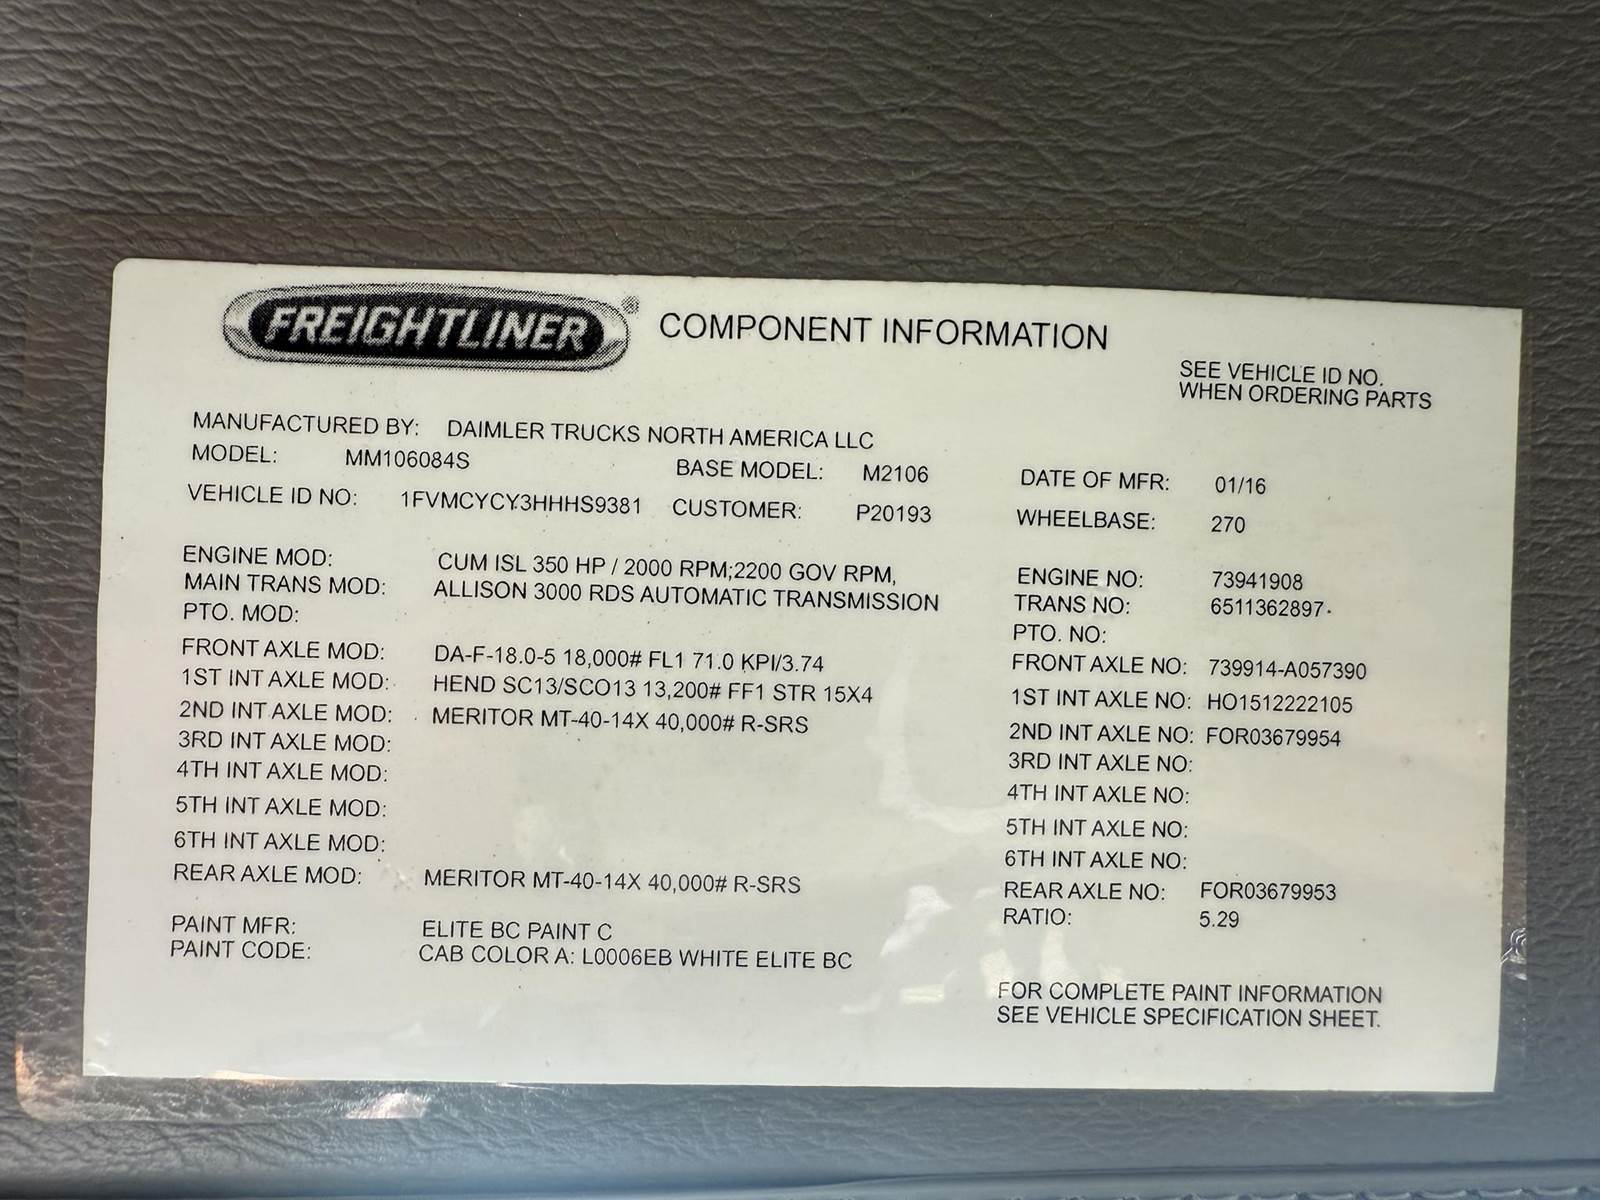 FREIGHTLINER® COMPONENT INFORMATION
SEE VEHICLE ID NO.
WHEN ORDERING PARTS
MANUFACTURED BY: DAIMLER TRUCKS NORTH AMERICA LLC
MODEL: MM106084S BASE MODEL: M2106 DATE OF MFR: 01/16
VEHICLE ID NO: 1FVMCYCY3HHHS9381 CUSTOMER: P20193 WHEELBASE: 270
ENGINE MOD: CUM ISL 350 HP / 2000 RPM;2200 GOV RPM, ENGINE NO: 73941908
MAIN TRANS MOD: ALLISON 3000 RDS AUTOMATIC TRANSMISSION TRANS NO: 6511362897
PTO. MOD: PTO. NO:
FRONT AXLE MOD: DA-F-18.0-5 18,000# FL1 71.0 KPI/3.74 FRONT AXLE NO: 739914-A057390
1ST INT AXLE MOD: HEND SC13/SCO13 13,200# FF1 STR 15X4 1ST INT AXLE NO: HO1512222105
2ND INT AXLE MOD: MERITOR MT-40-14X 40,000# R-SRS 2ND INT AXLE NO: FOR03679954
3RD INT AXLE MOD: 3RD INT AXLE NO:
4TH INT AXLE MOD: 4TH INT AXLE NO:
5TH INT AXLE MOD: 5TH INT AXLE NO:
6TH INT AXLE MOD: 6TH INT AXLE NO:
REAR AXLE MOD: MERITOR MT-40-14X 40,000# R-SRS REAR AXLE NO: FOR03679953
RATIO: 5.29
PAINT MFR: ELITE BC PAINT C
PAINT CODE: CAB COLOR A: L0006EB WHITE ELITE BC
FOR COMPLETE PAINT INFORMATION
SEE VEHICLE SPECIFICATION SHEET.